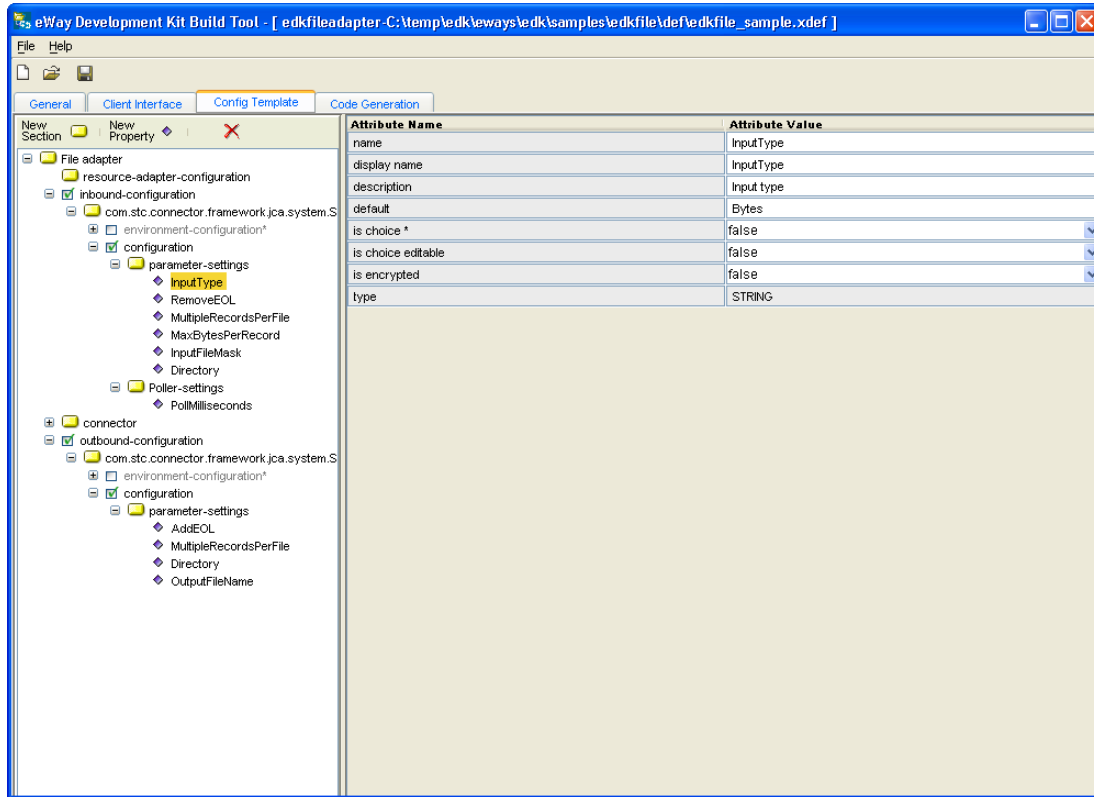 eWay Development Kit Build Tool - [ edkfileadapter-C:\temp\edk\eways\edk\samples\edkfile\def\edkfile_sample.xdef ]
File Help
General Client Interface Config Template Code Generation
New Section New Property
Attribute Name Attribute Value
name InputType
display name InputType
description Input type
default Bytes
is choice * false
is choice editable false
is encrypted false
type STRING
File adapter
resource-adapter-configuration
inbound-configuration
com.stc.connector.framework.jca.system.S
environment-configuration*
configuration
parameter-settings
InputType
RemoveEOL
MultipleRecordsPerFile
MaxBytesPerRecord
InputFileMask
Directory
Poller-settings
PollMilliseconds
connector
outbound-configuration
com.stc.connector.framework.jca.system.S
environment-configuration*
configuration
parameter-settings
AddEOL
MultipleRecordsPerFile
Directory
OutputFileName